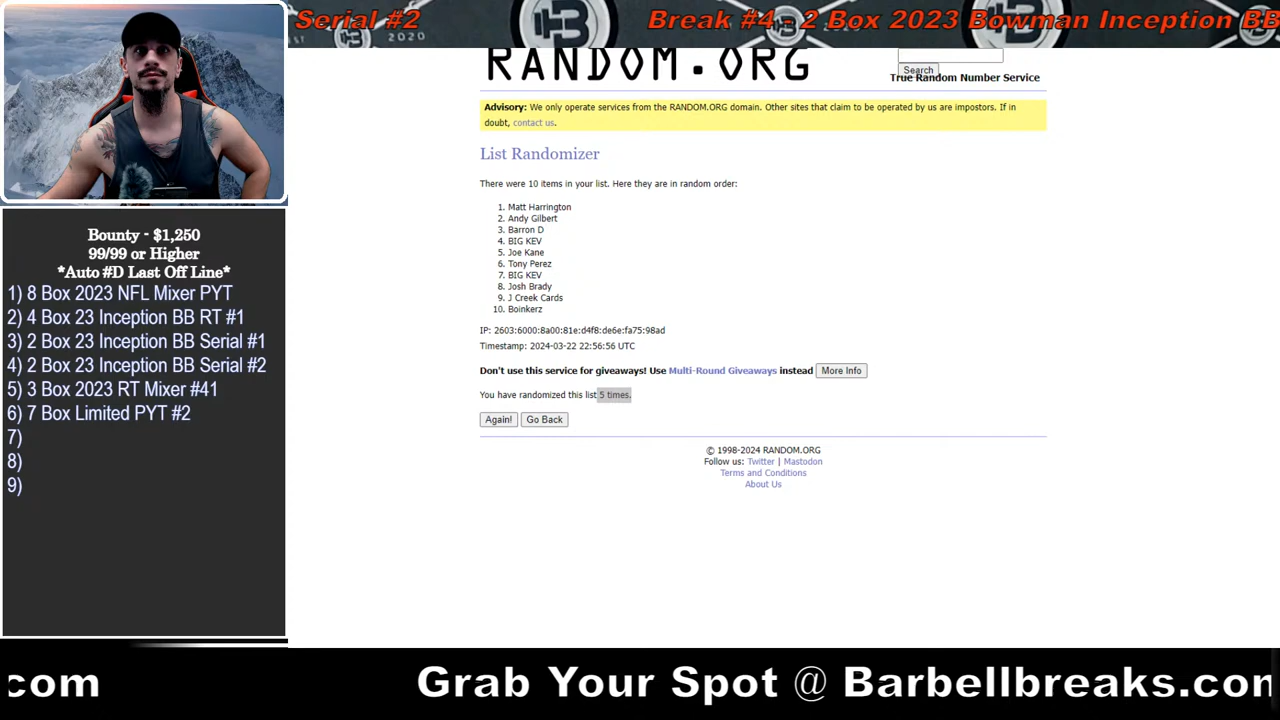 Serial #2
Break #4 - 2 Box 2023 Bowman Inception BB
2020
RANDOM.ORG
Search
True Random Number Service
Advisory: We only operate services from the RANDOM.ORG domain. Other sites that claim to be operated by us are impostors. If in
doubt, contact us.
List Randomizer
There were 10 items in your list. Here they are in random order:
1. Matt Harrington
2. Andy Gilbert
3. Barron D
4. BIG KEV
5. Joe Kane
6. Tony Perez
7. BIG KEV
8. Josh Brady
9. J Creek Cards
10. Boinkerz
IP: 2603:6000:8a00:81e:d4f8:de6e:fa75:98ad
Timestamp: 2024-03-22 22:56:56 UTC
Don't use this service for giveaways! Use Multi-Round Giveaways instead More Info
You have randomized this list 5 times.
Again! Go Back
© 1998-2024 RANDOM.ORG
Follow us: Twitter | Mastodon
Terms and Conditions
About Us
Bounty - $1,250
99/99 or Higher
*Auto #D Last Off Line*
1) 8 Box 2023 NFL Mixer PYT
2) 4 Box 23 Inception BB RT #1
3) 2 Box 23 Inception BB Serial #1
4) 2 Box 23 Inception BB Serial #2
5) 3 Box 2023 RT Mixer #41
6) 7 Box Limited PYT #2
7)
8)
9)
com
Grab Your Spot @ Barbellbreaks.com